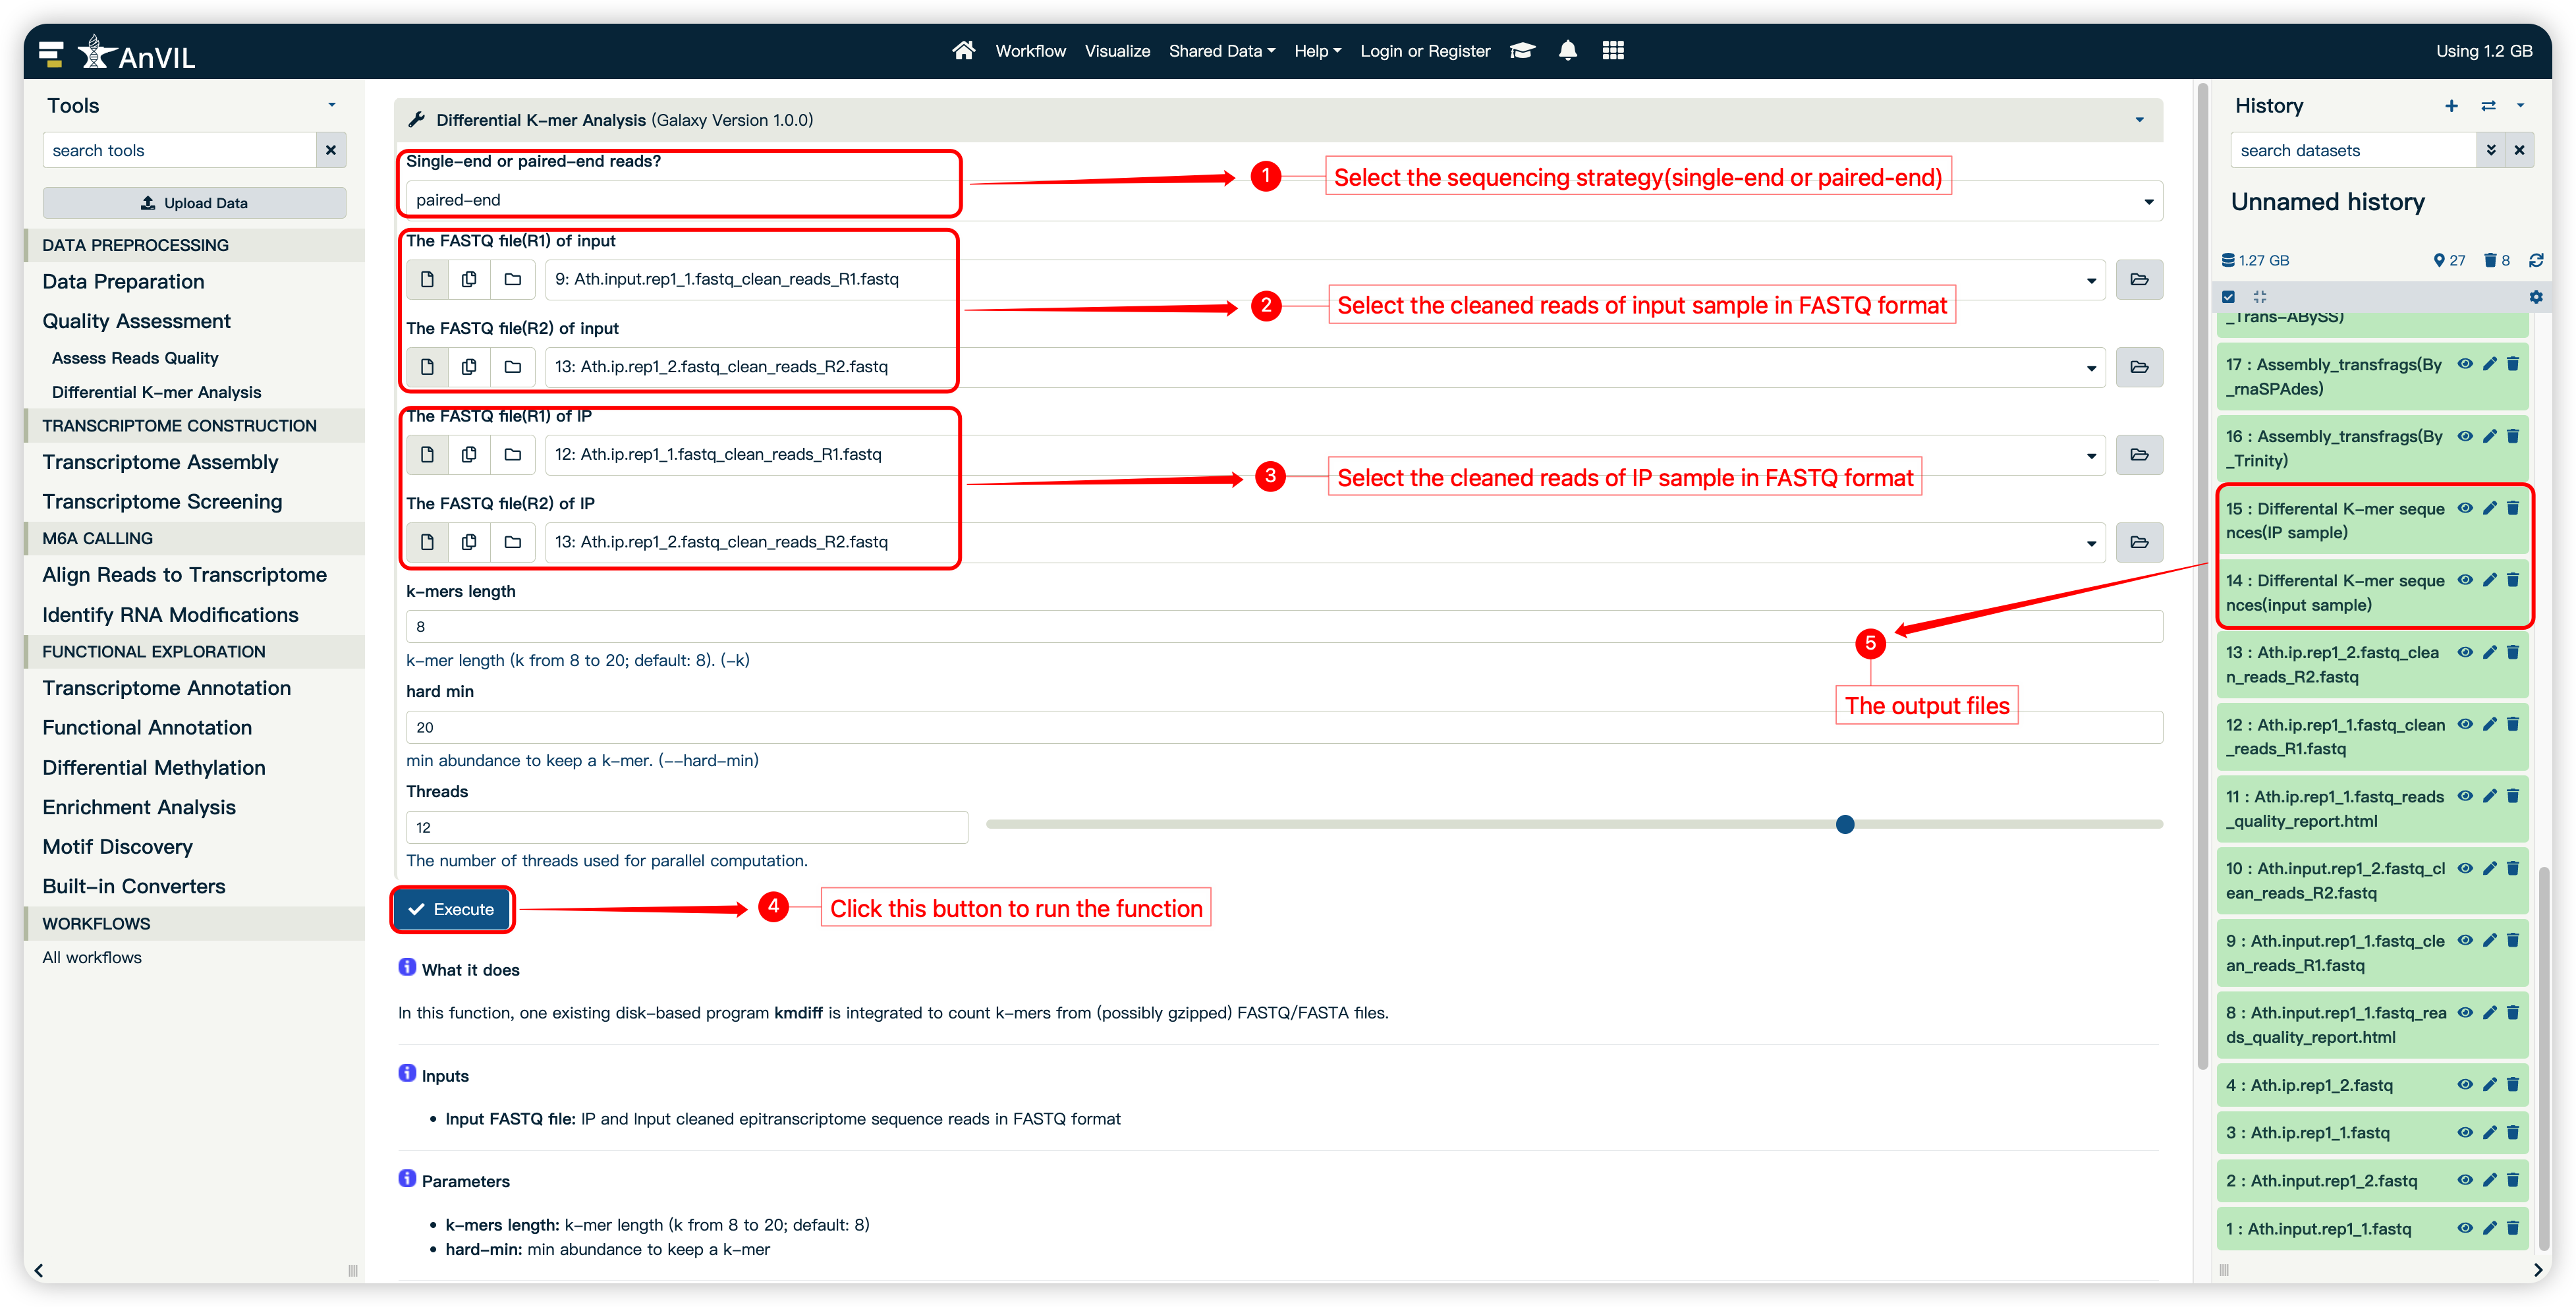 AnVIL
Workflow Visualize Shared Data Help Login or Register
Using 1.2 GB
Tools
search tools
Upload Data
DATA PREPROCESSING
Data Preparation
Quality Assessment
Assess Reads Quality
Differential K-mer Analysis
TRANSCRIPTOME CONSTRUCTION
Transcriptome Assembly
Transcriptome Screening
M6A CALLING
Align Reads to Transcriptome
Identify RNA Modifications
FUNCTIONAL EXPLORATION
Transcriptome Annotation
Functional Annotation
Differential Methylation
Enrichment Analysis
Motif Discovery
Built-in Converters
WORKFLOWS
All workflows
Differential K-mer Analysis (Galaxy Version 1.0.0)
Single-end or paired-end reads?
paired-end
1 Select the sequencing strategy(single-end or paired-end)
The FASTQ file(R1) of input
9: Ath.input.rep1_1.fastq_clean_reads_R1.fastq
2 Select the cleaned reads of input sample in FASTQ format
The FASTQ file(R2) of input
13: Ath.ip.rep1_2.fastq_clean_reads_R2.fastq
The FASTQ file(R1) of IP
12: Ath.ip.rep1_1.fastq_clean_reads_R1.fastq
3 Select the cleaned reads of IP sample in FASTQ format
The FASTQ file(R2) of IP
13: Ath.ip.rep1_2.fastq_clean_reads_R2.fastq
k-mers length
8
k-mer length (k from 8 to 20; default: 8). (-k)
5
The output files
hard min
20
min abundance to keep a k-mer. (--hard-min)
Threads
12
The number of threads used for parallel computation.
Execute
4 Click this button to run the function
What it does
In this function, one existing disk-based program kmdiff is integrated to count k-mers from (possibly gzipped) FASTQ/FASTA files.
Inputs
• Input FASTQ file: IP and Input cleaned epitranscriptome sequence reads in FASTQ format
Parameters
• k-mers length: k-mer length (k from 8 to 20; default: 8)
• hard-min: min abundance to keep a k-mer
History
search datasets
Unnamed history
1.27 GB 27 8
_Trans-ABySS)
17 : Assembly_transfrags(By
_rnaSPAdes)
16 : Assembly_transfrags(By
_Trinity)
15 : Differental K-mer seque
nces(IP sample)
14 : Differental K-mer seque
nces(input sample)
13 : Ath.ip.rep1_2.fastq_clea
n_reads_R2.fastq
12 : Ath.ip.rep1_1.fastq_clean
_reads_R1.fastq
11 : Ath.ip.rep1_1.fastq_reads
_quality_report.html
10 : Ath.input.rep1_2.fastq_cl
ean_reads_R2.fastq
9 : Ath.input.rep1_1.fastq_cle
an_reads_R1.fastq
8 : Ath.input.rep1_1.fastq_rea
ds_quality_report.html
4 : Ath.ip.rep1_2.fastq
3 : Ath.ip.rep1_1.fastq
2 : Ath.input.rep1_2.fastq
1 : Ath.input.rep1_1.fastq